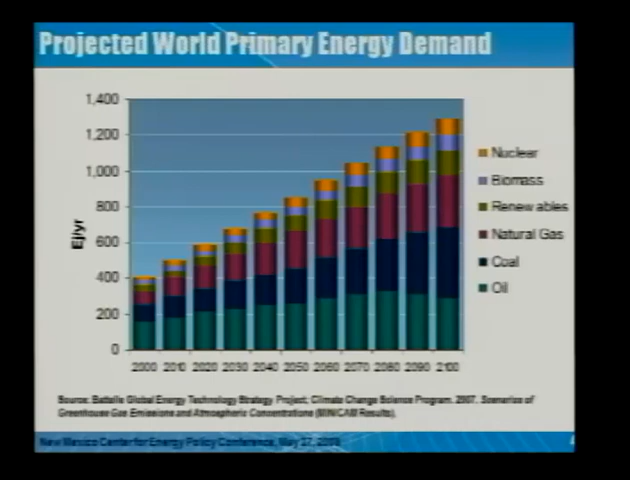 Projected World Primary Energy Demand
1,400
1,200
1,000
800
600
400
200
0
Ej/yr
2000 2010 2020 2030 2040 2050 2060 2070 2080 2090 2100
Nuclear
Biomass
Renewables
Natural Gas
Coal
Oil
Source: Battelle Global Energy Technology Strategy Project; Climate Change Science Program, 2007. Scenarios of
Greenhouse Gas Emissions and Atmospheric Concentrations (MINICAM Results).
New Mexico Center for Energy Policy Conference, May 27,